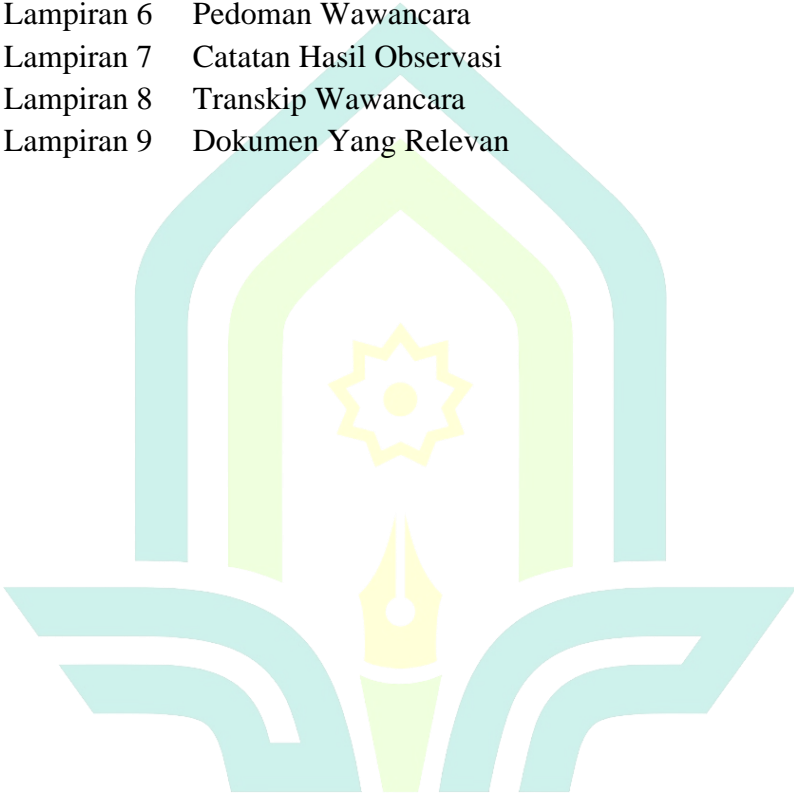 Lampiran 6 Pedoman Wawancara
Lampiran 7 Catatan Hasil Observasi
Lampiran 8 Transkip Wawancara
Lampiran 9 Dokumen Yang Relevan